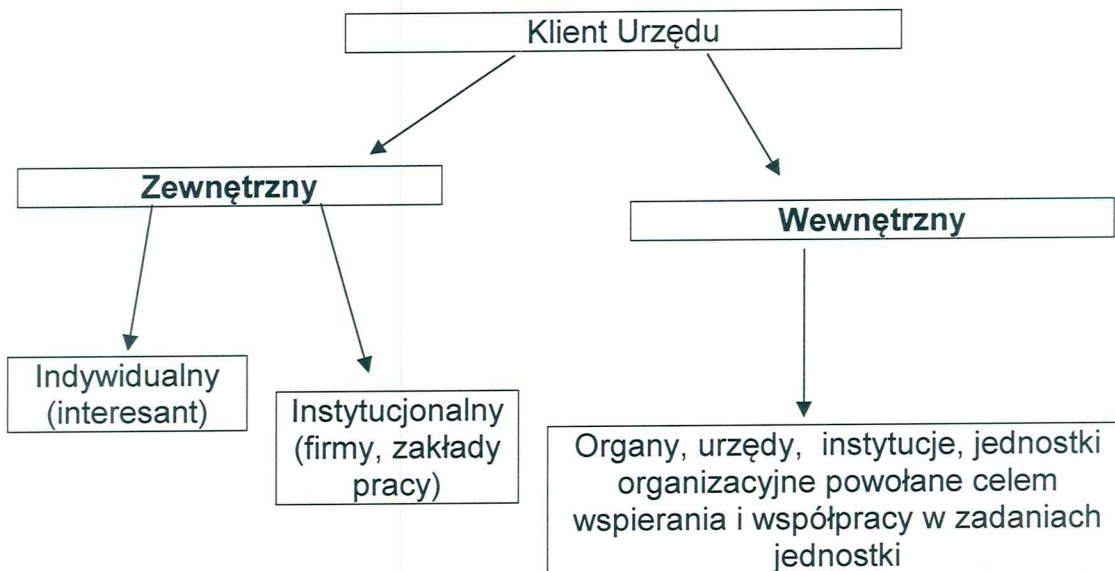 Klient Urzędu
Zewnętrzny
Wewnętrzny
Indywidualny
(interesant)
Instytucjonalny
(firmy, zakłady
pracy)
Organy, urzędy, instytucje, jednostki
organizacyjne powołane celem
wspierania i współpracy w zadaniach
jednostki